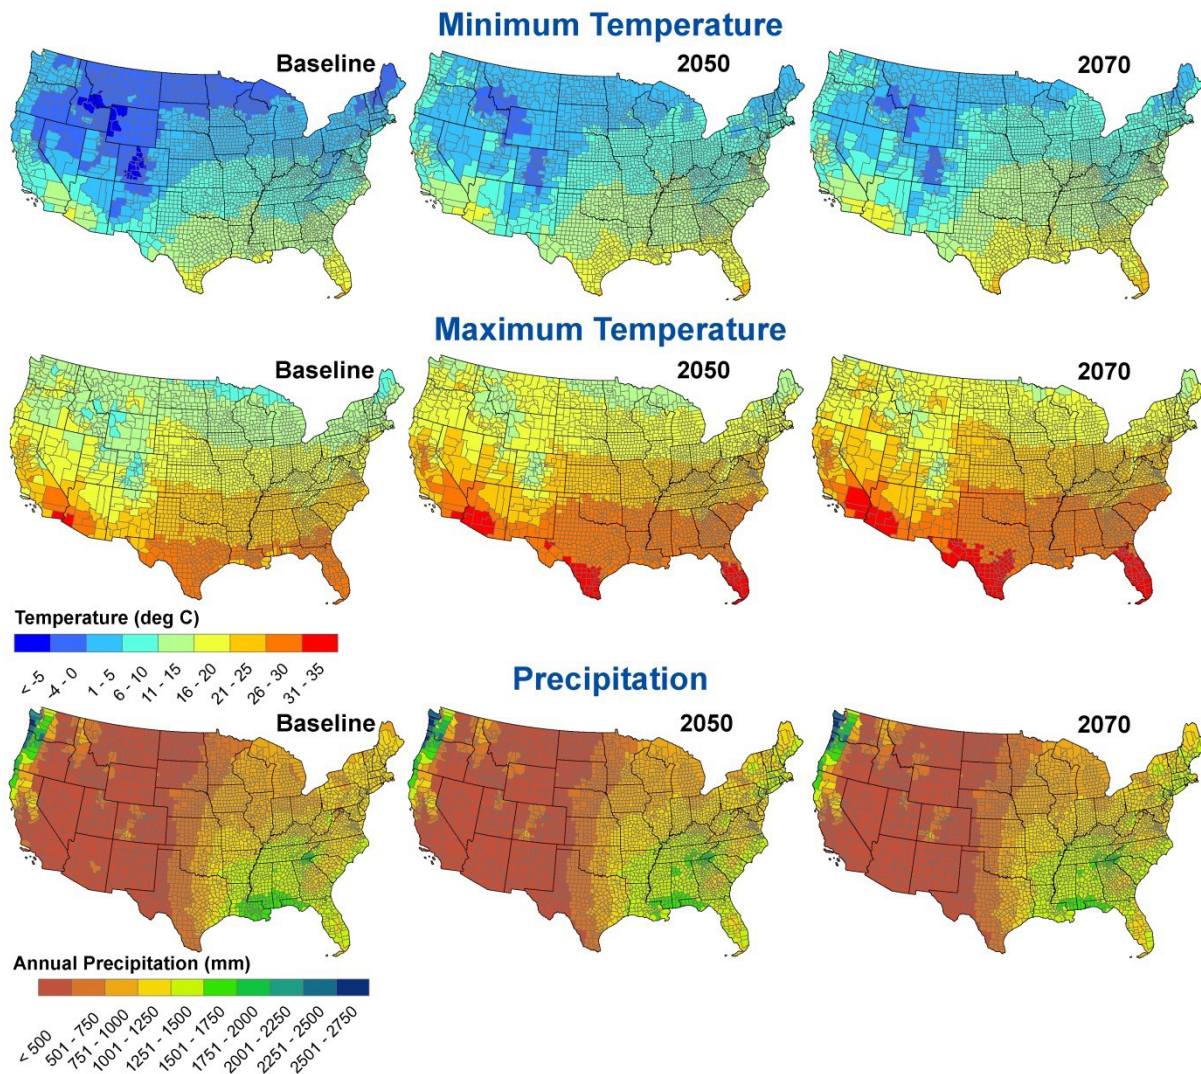 Minimum Temperature
Baseline
2050
2070
Maximum Temperature
Baseline
2050
2070
Temperature (deg C)
< -5
-4 - 0
1 - 5
6 - 10
11 - 15
16 - 20
21 - 25
26 - 30
31 - 35
Precipitation
Baseline
2050
2070
Annual Precipitation (mm)
< 500
501 - 750
751 - 1000
1001 - 1250
1251 - 1500
1501 - 1750
1751 - 2000
2001 - 2250
2251 - 2500
2501 - 2750